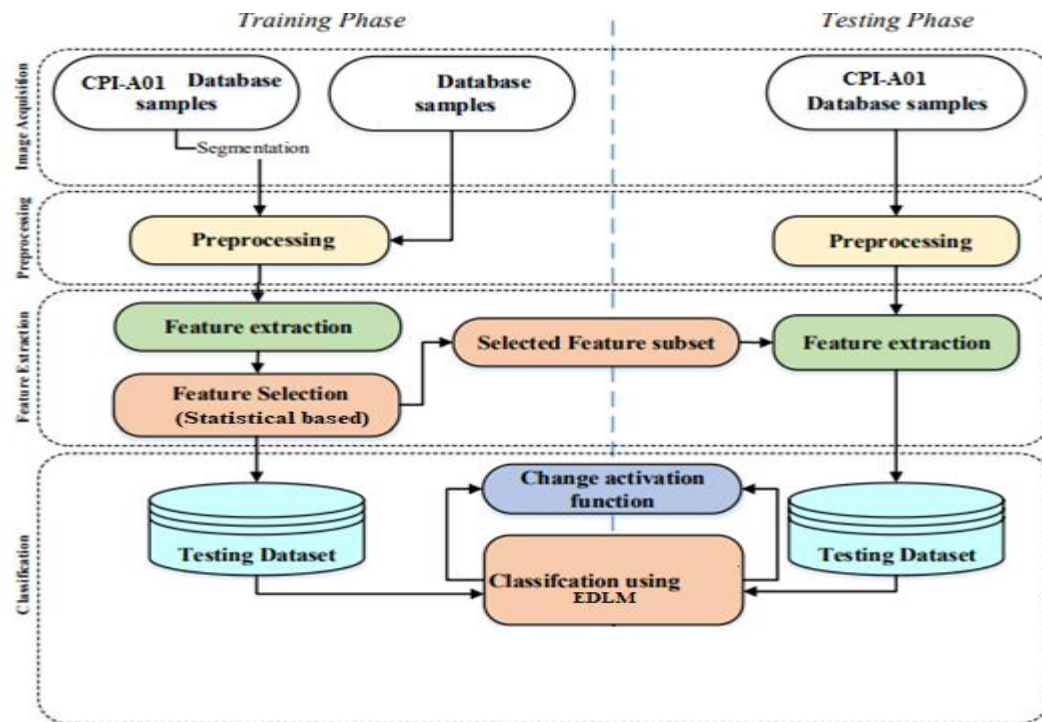 Training Phase
Testing Phase
Image Acquisition
CPI-A01 Database
samples
Database
samples
CPI-A01
Database samples
Segmentation
Preprocessing
Preprocessing
Preprocessing
Feature Extraction
Feature extraction
Selected Feature subset
Feature extraction
Feature Selection
(Statistical based)
Classification
Change activation
function
Testing Dataset
Testing Dataset
Classifcation using
EDLM